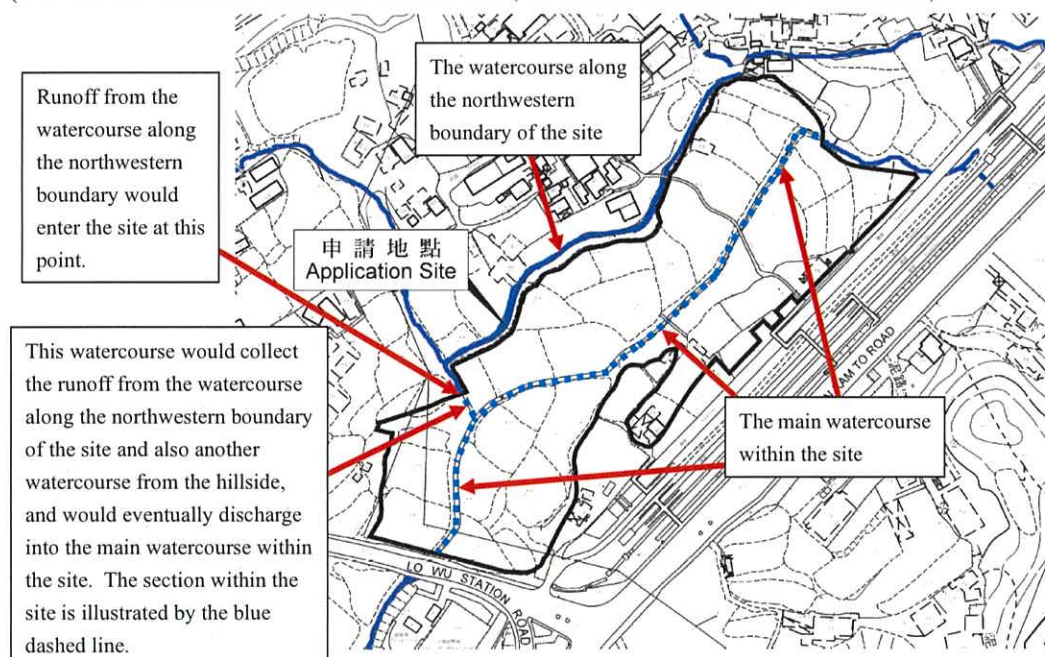 The watercourse along
the northwestern
boundary of the site
Runoff from the
watercourse along
the northwestern
boundary would
enter the site at this
point.
申請地點
Application Site
This watercourse would collect
the runoff from the watercourse
along the northwestern boundary
of the site and also another
watercourse from the hillside,
and would eventually discharge
into the main watercourse within
the site. The section within the
site is illustrated by the blue
dashed line.
The main watercourse
within the site
TO ROAD
LO WU STATION ROAD